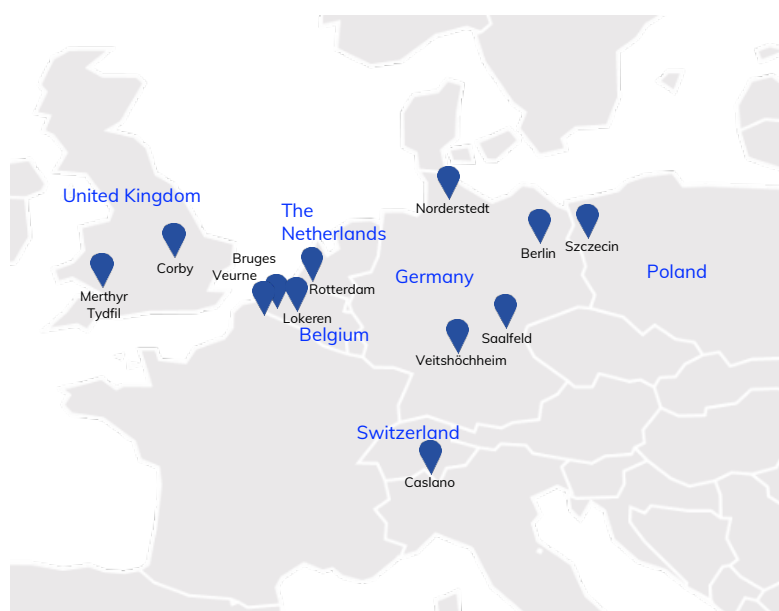 Norderstedt
United Kingdom
The
Netherlands
Berlin
Szczecin
Corby
Bruges
Veurne
Germany
Poland
Merthyr
Tydfil
Rotterdam
Lokeren
Belgium
Saalfeld
Veitshöchheim
Switzerland
Caslano